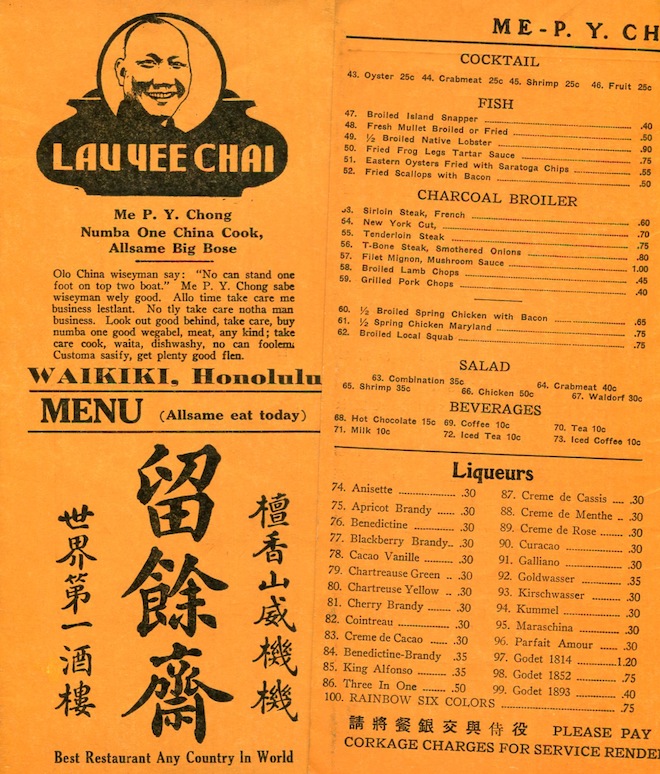 LAU YEE CHAI
Me P. Y. Chong
Numba One China Cook,
Allsame Big Bose
Olo China wiseyman say: "No can stand one
foot on top two boat." Me P. Y. Chong sabe
wiseyman wely good. Allo time take care me
business lestlant. No tly take care notha man
business. Look out good behind, take care, buy
numba one good wegabel, meat, any kind; take
care cook, waita, dishwashy, no can foolem.
Customa sasify, get plenty good flen.
WAIKIKI, Honolulu
MENU (Allsame eat today)
檀香山威機機
留餘齋
世界第一酒樓
Best Restaurant Any Country In World
ME-P. Y. CH
COCKTAIL
43. Oyster 25c 44. Crabmeat 25c 45. Shrimp 25c 46. Fruit 25c
FISH
47. Broiled Island Snapper .40
48. Fresh Mullet Broiled or Fried .50
49. ½ Broiled Native Lobster .90
50. Fried Frog Legs Tartar Sauce .75
51. Eastern Oysters Fried with Saratoga Chips .55
52. Fried Scallops with Bacon .50
CHARCOAL BROILER
53. Sirloin Steak, French .60
54. New York Cut, .70
55. Tenderloin Steak .75
56. T-Bone Steak, Smothered Onions .80
57. Filet Mignon, Mushroom Sauce 1.00
58. Broiled Lamb Chops .45
59. Grilled Pork Chops .40
60. ½ Broiled Spring Chicken with Bacon .65
61. ½ Spring Chicken Maryland .75
62. Broiled Local Squab .75
SALAD
63. Combination 35c 64. Crabmeat 40c
65. Shrimp 35c 66. Chicken 50c 67. Waldorf 30c
BEVERAGES
68. Hot Chocolate 15c 69. Coffee 10c 70. Tea 10c
71. Milk 10c 72. Iced Tea 10c 73. Iced Coffee 10c
Liqueurs
74. Anisette .30
75. Apricot Brandy .30
76. Benedictine .30
77. Blackberry Brandy .30
78. Cacao Vanille .30
79. Chartreause Green .30
80. Chartreuse Yellow .30
81. Cherry Brandy .30
82. Cointreau .30
83. Creme de Cacao .30
84. Benedictine-Brandy .35
85. King Alfonso .35
86. Three In One .50
87. Creme de Cassis .30
88. Creme de Menthe .30
89. Creme de Rose .30
90. Curacao .30
91. Galliano .30
92. Goldwasser .35
93. Kirschwasser .30
94. Kummel .30
95. Maraschina .30
96. Parfait Amour .30
97. Godet 1814 1.20
98. Godet 1852 .75
99. Godet 1893 .40
100. RAINBOW SIX COLORS .75
請將餐銀交與侍役 PLEASE PAY
CORKAGE CHARGES FOR SERVICE RENDE